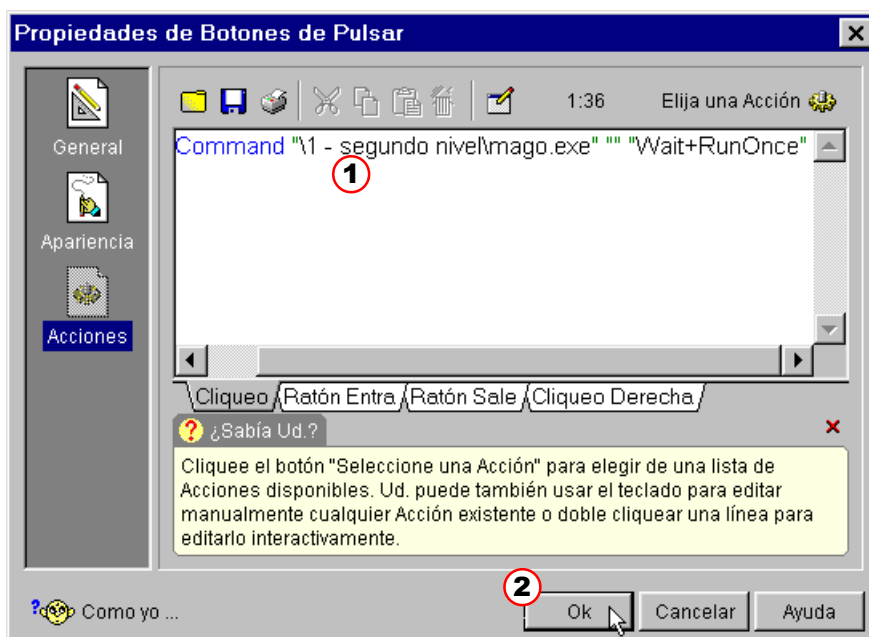 Propiedades de Botones de Pulsar
General
Apariencia
Acciones
1:36 Elija una Acción
Command "\1 - segundo nivel\mago.exe" "" "Wait+RunOnce"
1
Cliqueo Ratón Entra Ratón Sale Cliqueo Derecha
? ¿Sabía Ud.?
Cliquee el botón "Seleccione una Acción" para elegir de una lista de
Acciones disponibles. Ud. puede también usar el teclado para editar
manualmente cualquier Acción existente o doble cliquear una línea para
editarlo interactivamente.
2
? Como yo ...
Ok Cancelar Ayuda